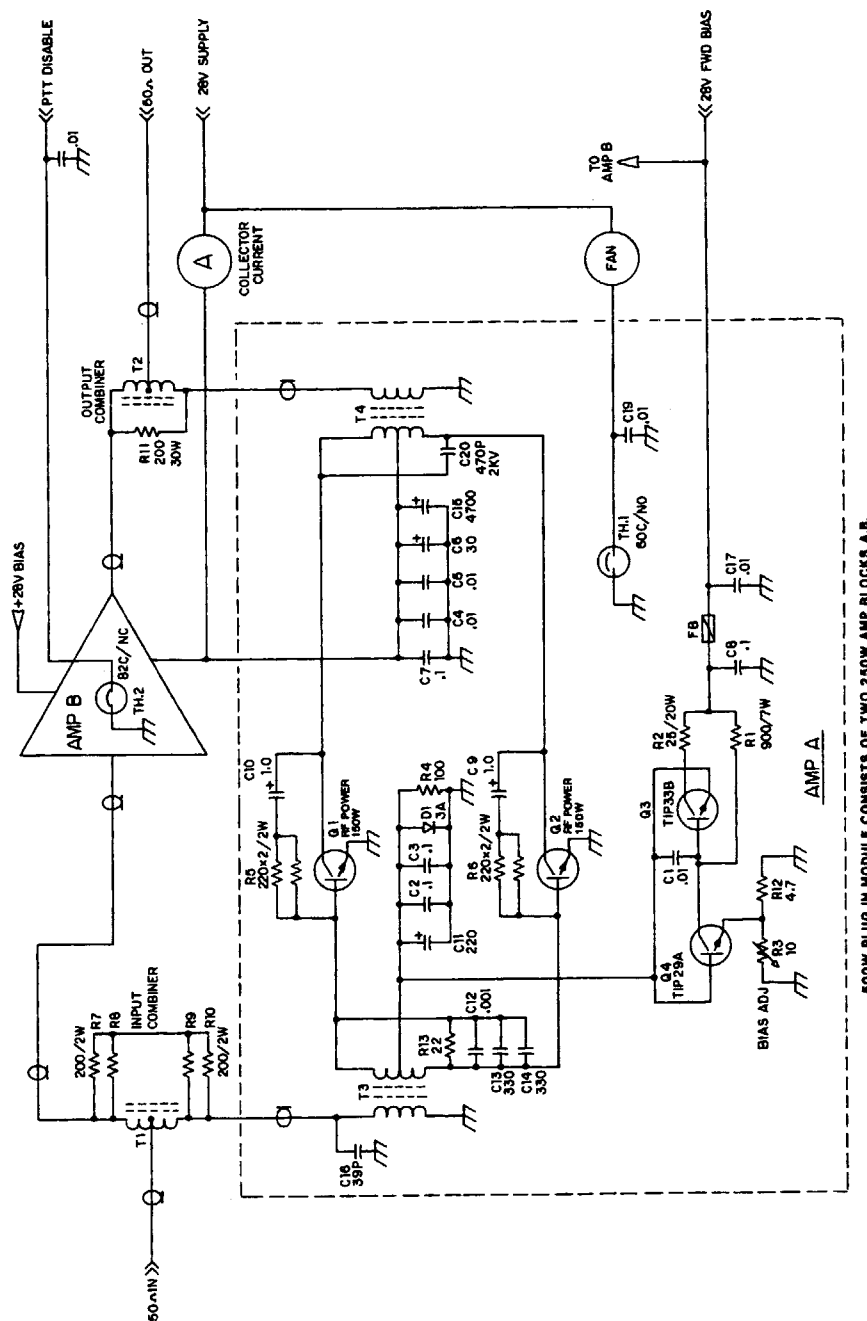 PTT DISABLE
.01
50Ω OUT
28V SUPPLY
28V FWD BIAS
TO
AMP B
A
COLLECTOR
CURRENT
FAN
OUTPUT
COMBINER
T2
R11
200
30W
+28V BIAS
AMP B
82C/NC
TH.2
T4
C20
470P
2KV
C15
4700
C6
30
C5
.01
C4
.01
C7
.1
C19
.01
TH.1
60C/NO
C17
.01
FB
C8
.1
C10
1.0
R5
220x2/2W
Q1
RF POWER
150W
R4
100
D1
3A
C3
.1
C2
.1
C11
220
C9
1.0
R6
220x2/2W
Q2
RF POWER
150W
R2
25/20W
R1
900/7W
Q3
TIP33B
C1
.01
Q4
TIP29A
R12
4.7
R3
10
BIAS ADJ
AMP A
INPUT
COMBINER
200/2W
R7
R8
R9
R10
200/2W
T1
50Ω IN
T3
C16
39P
R13
22
C12
.001
C13
330
C14
330
500W PLUG IN MODULE CONSISTS OF TWO 250W AMP BLOCKS A,B.